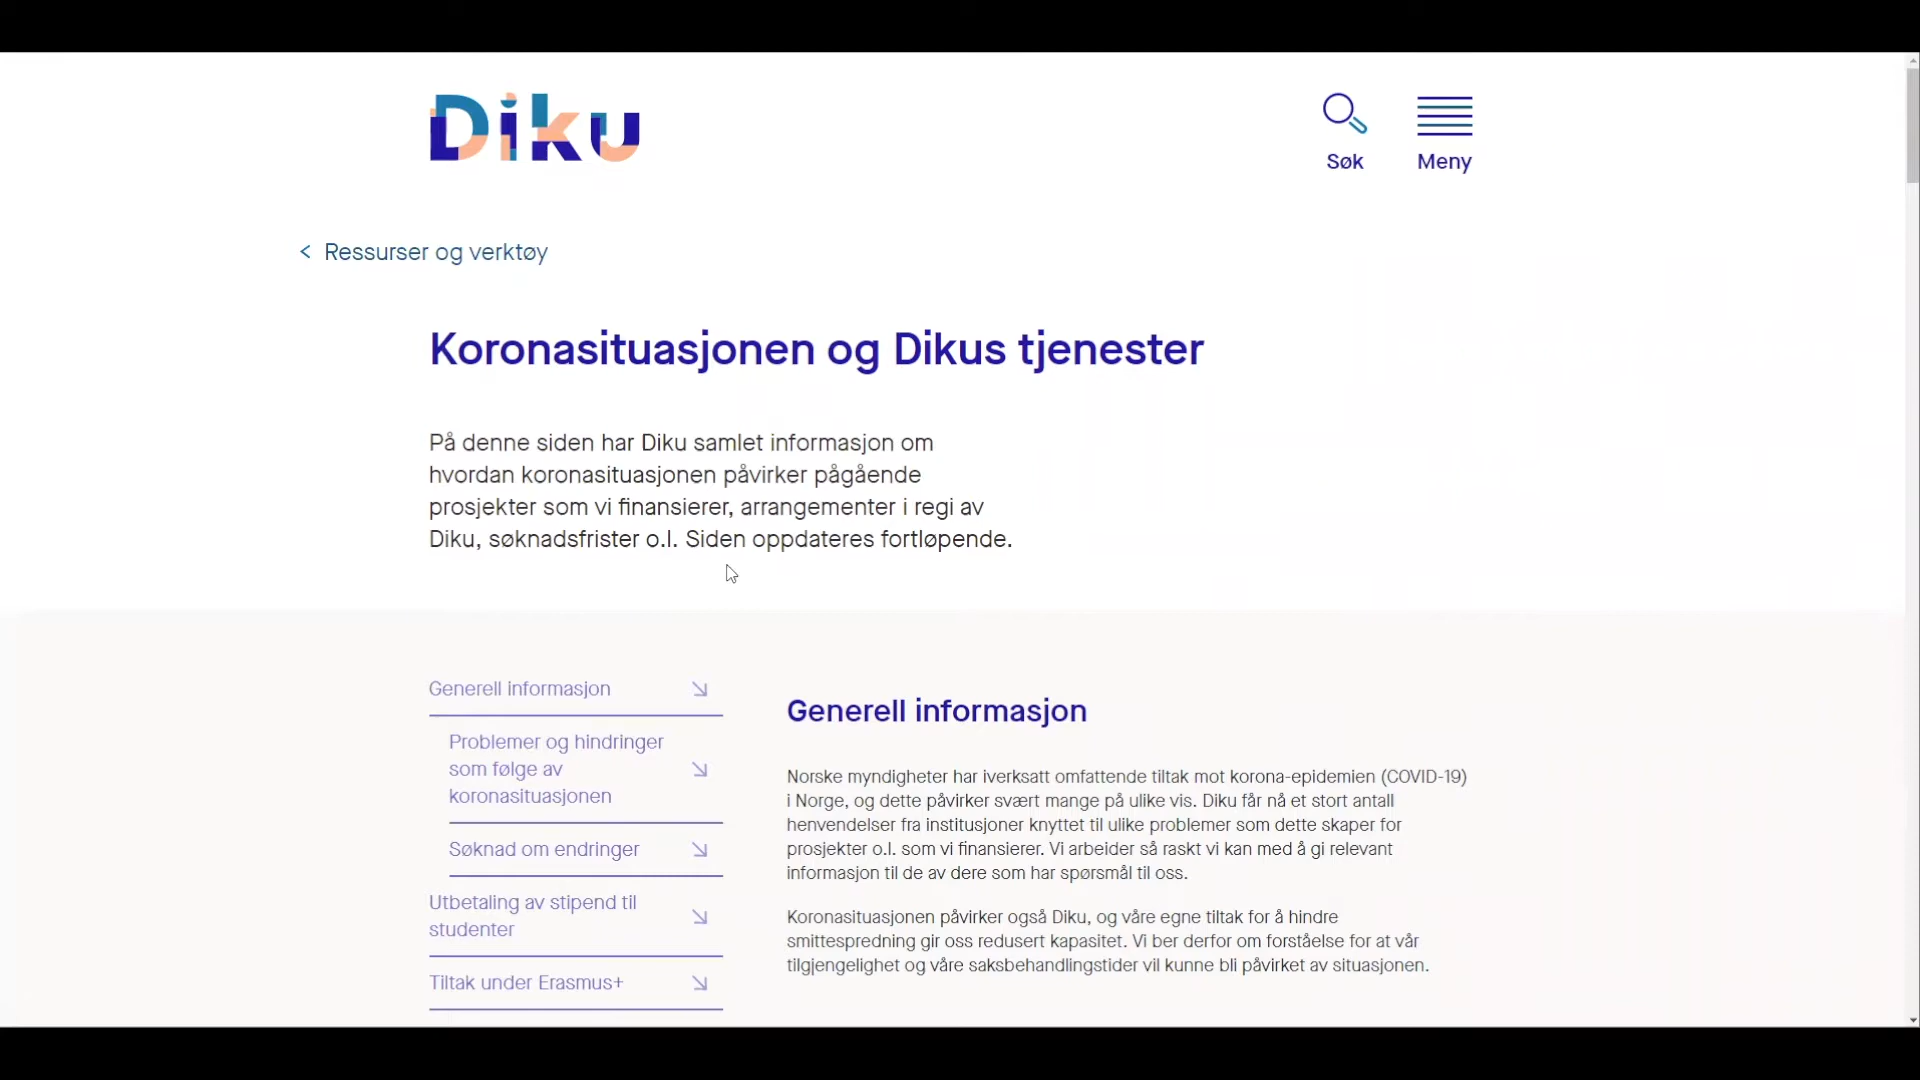 Diku
Søk
Meny
< Ressurser og verktøy
Koronasituasjonen og Dikus tjenester
På denne siden har Diku samlet informasjon om
hvordan koronasituasjonen påvirker pågående
prosjekter som vi finansierer, arrangementer i regi av
Diku, søknadsfrister o.l. Siden oppdateres fortløpende.
Generell informasjon
Problemer og hindringer
som følge av
koronasituasjonen
Søknad om endringer
Utbetaling av stipend til
studenter
Tiltak under Erasmus+
Generell informasjon
Norske myndigheter har iverksatt omfattende tiltak mot korona-epidemien (COVID-19)
i Norge, og dette påvirker svært mange på ulike vis. Diku får nå et stort antall
henvendelser fra institusjoner knyttet til ulike problemer som dette skaper for
prosjekter o.l. som vi finansierer. Vi arbeider så raskt vi kan med å gi relevant
informasjon til de av dere som har spørsmål til oss.
Koronasituasjonen påvirker også Diku, og våre egne tiltak for å hindre
smittespredning gir oss redusert kapasitet. Vi ber derfor om forståelse for at vår
tilgjengelighet og våre saksbehandlingstider vil kunne bli påvirket av situasjonen.